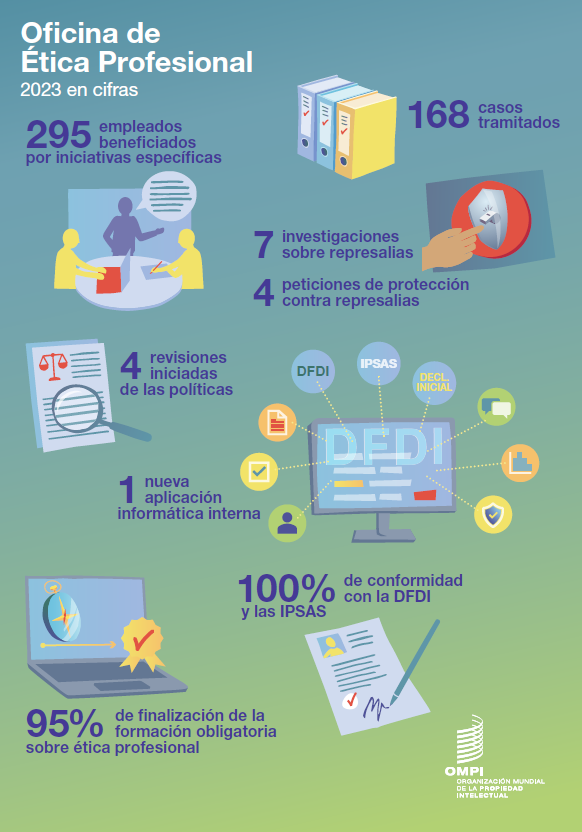 Oficina de
Ética Profesional
2023 en cifras
295 empleados
beneficiados
por iniciativas específicas
168 casos
tramitados
7 investigaciones
sobre represalias
4 peticiones de protección
contra represalias
4 revisiones
iniciadas
de las políticas
DFDI
IPSAS
DECL.
INICIAL
DFDI
1 nueva
aplicación
informática interna
100% de conformidad
con la DFDI
y las IPSAS
95% de finalización de la
formación obligatoria
sobre ética profesional
OMPI
ORGANIZACIÓN MUNDIAL
DE LA PROPIEDAD
INTELECTUAL